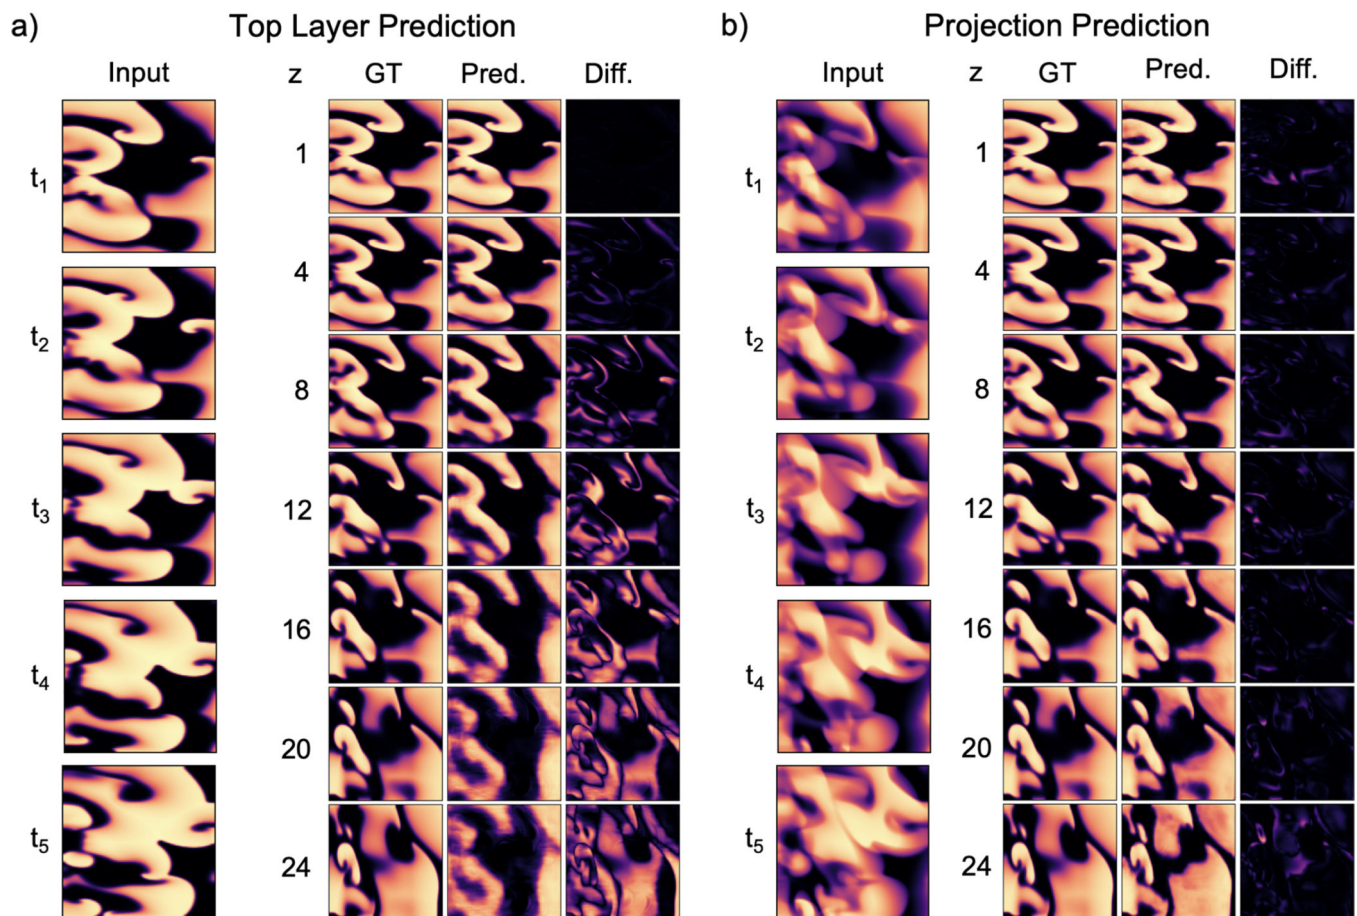 a) Top Layer Prediction
Input z GT Pred. Diff.
t₁
t₂
t₃
t₄
t₅
1
4
8
12
16
20
24
b) Projection Prediction
Input z GT Pred. Diff.
t₁
t₂
t₃
t₄
t₅
1
4
8
12
16
20
24